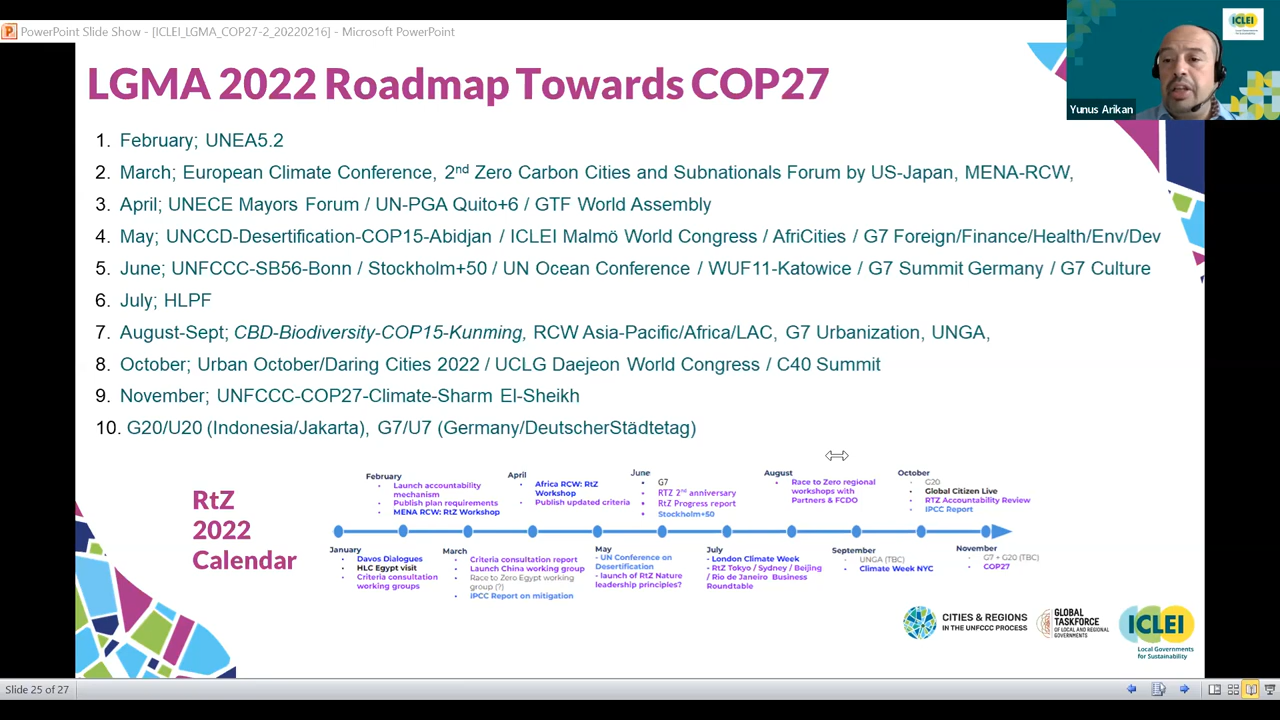 PowerPoint Slide Show - [ICLEI_LGMA_COP27-2_20220216] - Microsoft PowerPoint
ICLEI
Yunus Arikan
LGMA 2022 Roadmap Towards COP27
1. February; UNEA5.2
2. March; European Climate Conference, 2nd Zero Carbon Cities and Subnationals Forum by US-Japan, MENA-RCW,
3. April; UNECE Mayors Forum / UN-PGA Quito+6 / GTF World Assembly
4. May; UNCCD-Desertification-COP15-Abidjan / ICLEI Malmö World Congress / AfriCities / G7 Foreign/Finance/Health/Env/Dev
5. June; UNFCCC-SB56-Bonn / Stockholm+50 / UN Ocean Conference / WUF11-Katowice / G7 Summit Germany / G7 Culture
6. July; HLPF
7. August-Sept; CBD-Biodiversity-COP15-Kunming, RCW Asia-Pacific/Africa/LAC, G7 Urbanization, UNGA,
8. October; Urban October/Daring Cities 2022 / UCLG Daejeon World Congress / C40 Summit
9. November; UNFCCC-COP27-Climate-Sharm El-Sheikh
10. G20/U20 (Indonesia/Jakarta), G7/U7 (Germany/DeutscherStädtetag)
RtZ
2022
Calendar
February
• Launch accountability
mechanism
• Publish plan requirements
• MENA RCW: RtZ Workshop
April
• Africa RCW: RtZ
Workshop
• Publish updated criteria
June
• G7
• RTZ 2nd anniversary
• RtZ Progress report
• Stockholm+50
August
• Race to Zero regional
workshops with
Partners & FCDO
October
• G20
• Global Citizen Live
• RTZ Accountability Review
• IPCC Report
January
• Davos Dialogues
• HLC Egypt visit
• Criteria consultation
working groups
March
• Criteria consultation report
• Launch China working group
• Race to Zero Egypt working
group (?)
• IPCC Report on mitigation
May
- UN Conference on
Desertification
- launch of RtZ Nature
leadership principles?
July
- London Climate Week
- RtZ Tokyo / Sydney / Beijing
/ Rio de Janeiro Business
Roundtable
September
• UNGA (TBC)
• Climate Week NYC
November
• G7 + G20 (TBC)
• COP27
CITIES & REGIONS
IN THE UNFCCC PROCESS
GLOBAL
TASKFORCE
OF LOCAL AND REGIONAL
GOVERNMENTS
ICLEI
Local Governments
for Sustainability
Slide 25 of 27